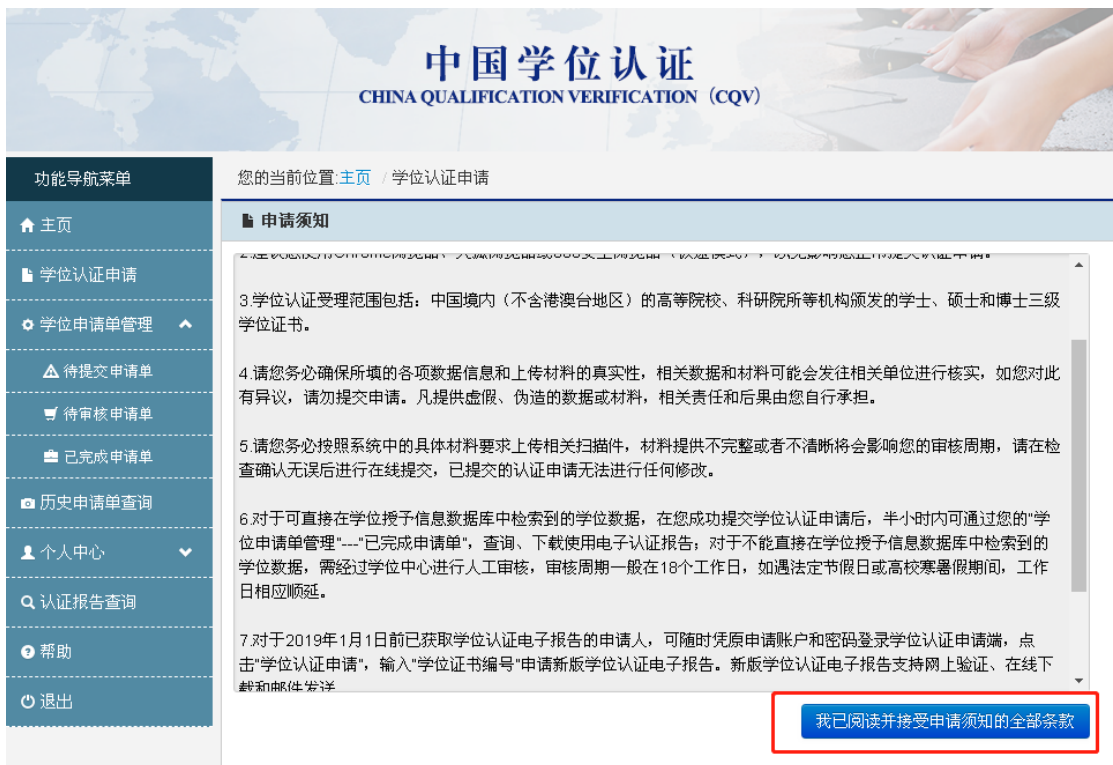 中国学位认证
CHINA QUALIFICATION VERIFICATION（CQV）
功能导航菜单
主页
学位认证申请
学位申请单管理
待提交申请单
待审核申请单
已完成申请单
历史申请单查询
个人中心
认证报告查询
帮助
退出
您的当前位置:主页 / 学位认证申请
申请须知
3.学位认证受理范围包括：中国境内（不含港澳台地区）的高等院校、科研院所等机构颁发的学士、硕士和博士三级
学位证书。
4.请您务必确保所填的各项数据信息和上传材料的真实性，相关数据和材料可能会发往相关单位进行核实，如您对此
有异议，请勿提交申请。凡提供虚假、伪造的数据或材料，相关责任和后果由您自行承担。
5.请您务必按照系统中的具体材料要求上传相关扫描件，材料提供不完整或者不清晰将会影响您的审核周期，请在检
查确认无误后进行在线提交，已提交的认证申请无法进行任何修改。
6.对于可直接在学位授予信息数据库中检索到的学位数据，在您成功提交学位认证申请后，半小时内可通过您的"学
位申请单管理"---"已完成申请单"，查询、下载使用电子认证报告；对于不能直接在学位授予信息数据库中检索到的
学位数据，需经过学位中心进行人工审核，审核周期一般在18个工作日，如遇法定节假日或高校寒暑假期间，工作
日相应顺延。
7.对于2019年1月1日前已获取学位认证电子报告的申请人，可随时凭原申请账户和密码登录学位认证申请端，点
击"学位认证申请"，输入"学位证书编号"申请新版学位认证电子报告。新版学位认证电子报告支持网上验证、在线下
载和邮件发送
我已阅读并接受申请须知的全部条款